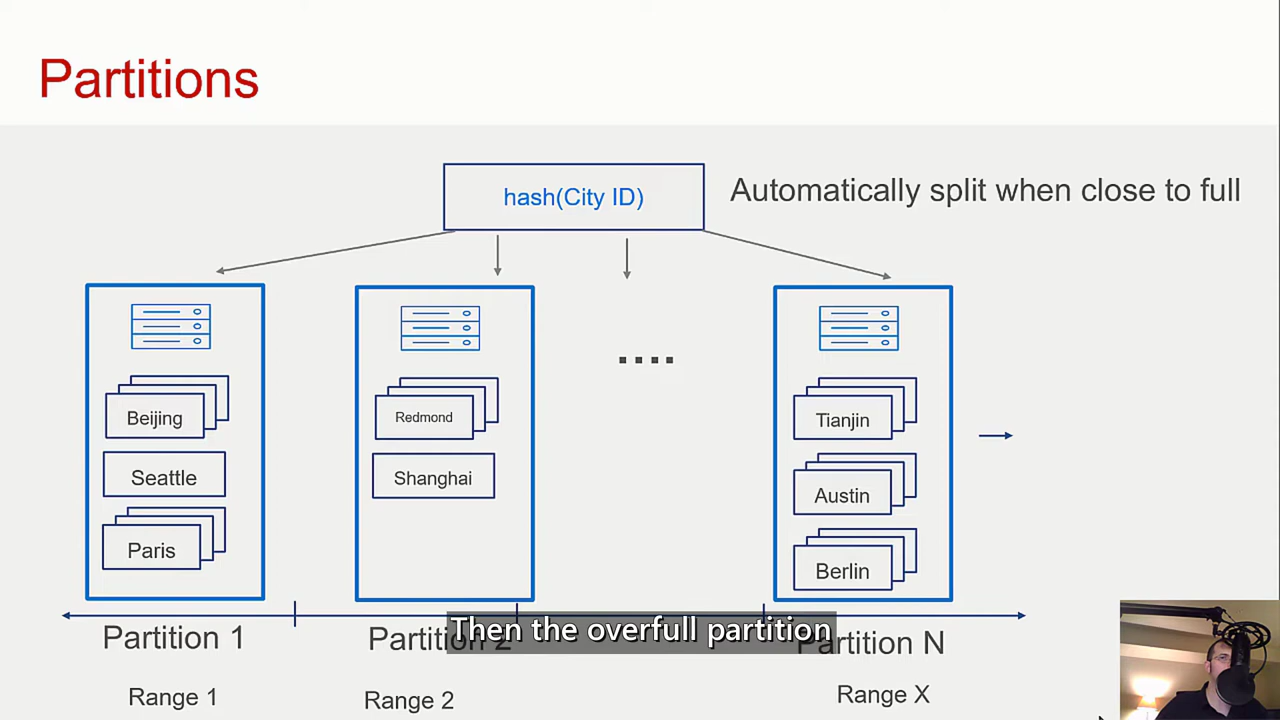 Partitions
hash(City ID)
Automatically split when close to full
Beijing
Seattle
Paris
Redmond
Shanghai
....
Tianjin
Austin
Berlin
Then the overfull partition
Partition 1
Partition 2
Partition N
Range 1
Range 2
Range X